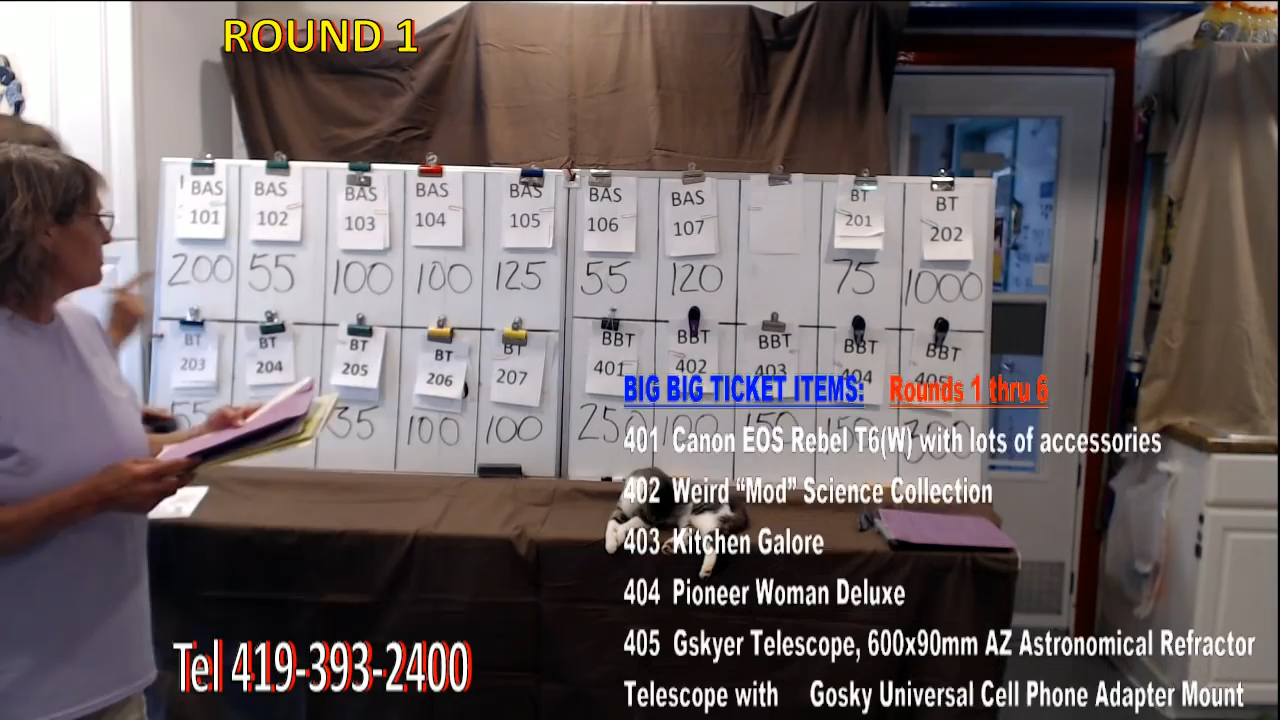 ROUND 1
BAS BAS BAS BAS BAS BAS BAS BT BT
101 102 103 104 105 106 107 201 202
200 55 100 100 125 55 120 75 1000
BT BT BT BT BT BBT BBT BBT BBT BBT
203 204 205 206 207 401 402 403 404 405
55 35 100 100 250 100 150 300
BIG BIG TICKET ITEMS: Rounds 1 thru 6
401 Canon EOS Rebel T6(W) with lots of accessories
402 Weird “Mod” Science Collection
403 Kitchen Galore
404 Pioneer Woman Deluxe
405 Gskyer Telescope, 600x90mm AZ Astronomical Refractor
Telescope with Gosky Universal Cell Phone Adapter Mount
Tel 419-393-2400